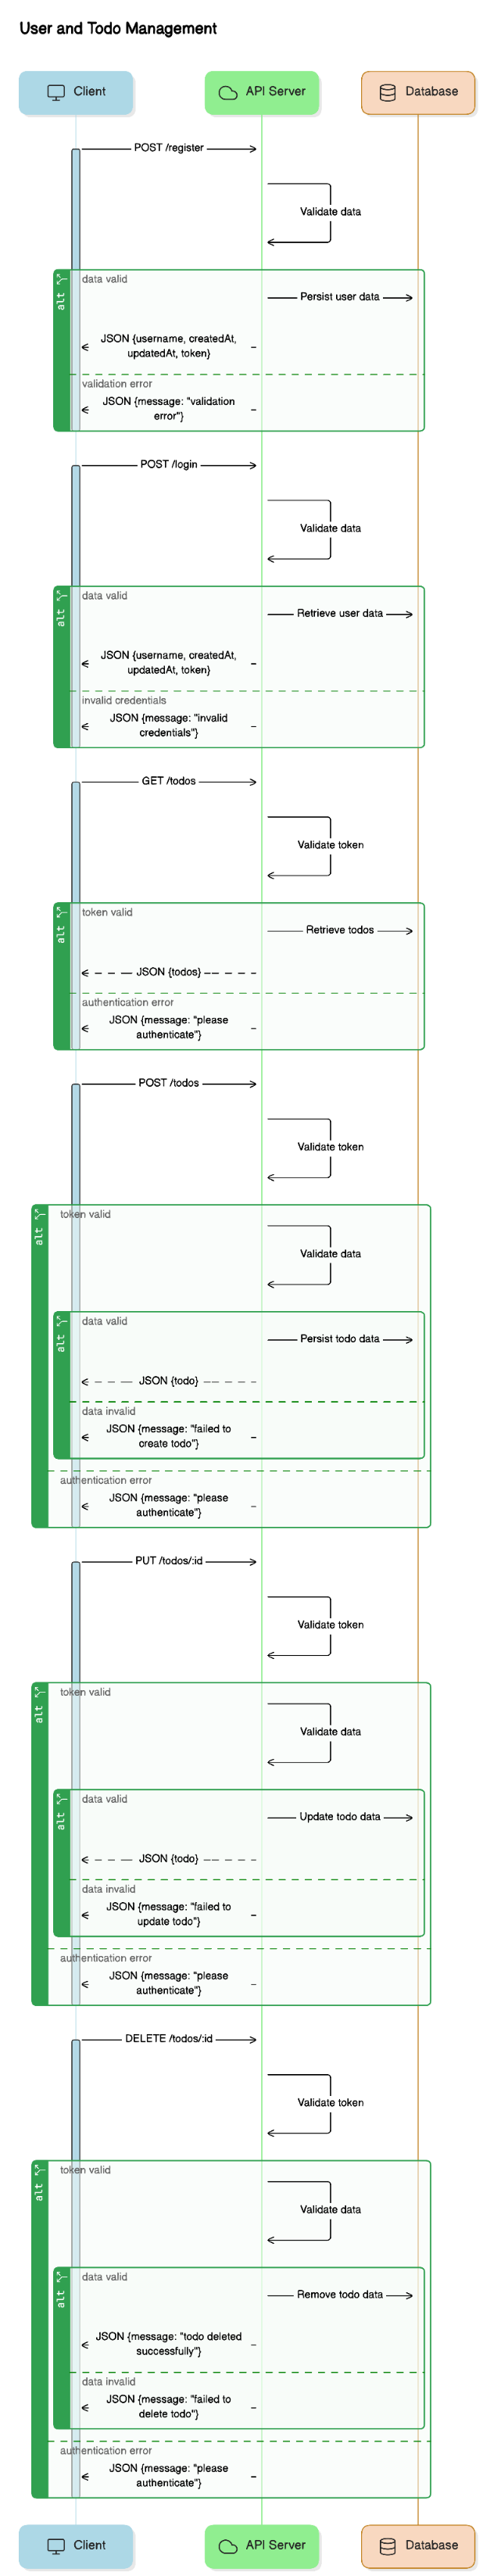 User and Todo Management
Client
API Server
Database
POST /register
Validate data
alt
data valid
Persist user data
JSON {username, createdAt,
updatedAt, token}
validation error
JSON {message: "validation
error"}
POST /login
Validate data
alt
data valid
Retrieve user data
JSON {username, createdAt,
updatedAt, token}
invalid credentials
JSON {message: "invalid
credentials"}
GET /todos
Validate token
alt
token valid
Retrieve todos
JSON {todos}
authentication error
JSON {message: "please
authenticate"}
POST /todos
Validate token
alt
token valid
Validate data
alt
data valid
Persist todo data
JSON {todo}
data invalid
JSON {message: "failed to
create todo"}
authentication error
JSON {message: "please
authenticate"}
PUT /todos/:id
Validate token
alt
token valid
Validate data
alt
data valid
Update todo data
JSON {todo}
data invalid
JSON {message: "failed to
update todo"}
authentication error
JSON {message: "please
authenticate"}
DELETE /todos/:id
Validate token
alt
token valid
Validate data
alt
data valid
Remove todo data
JSON {message: "todo deleted
successfully"}
data invalid
JSON {message: "failed to
delete todo"}
authentication error
JSON {message: "please
authenticate"}
Client
API Server
Database